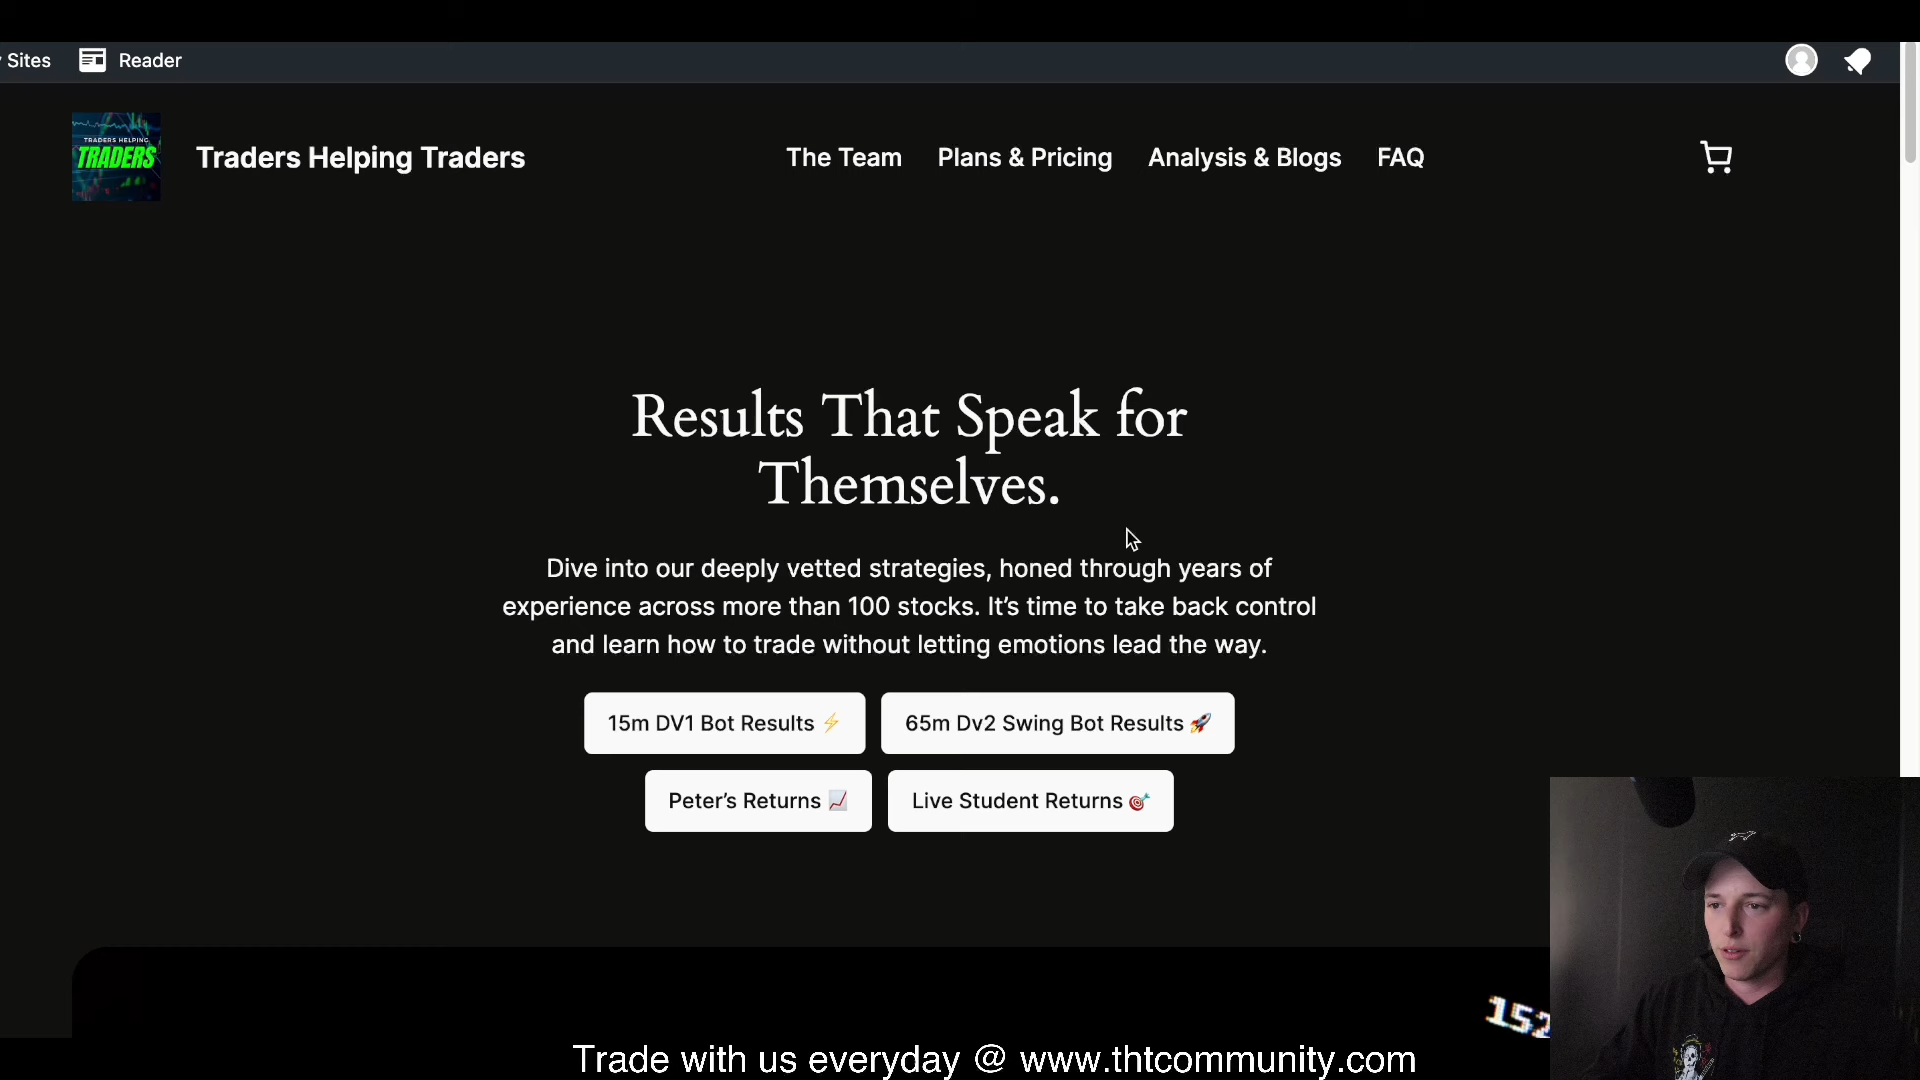 Sites
Reader
TRADERS HELPING
TRADERS
Traders Helping Traders
The Team
Plans & Pricing
Analysis & Blogs
FAQ
Results That Speak for
Themselves.
Dive into our deeply vetted strategies, honed through years of
experience across more than 100 stocks. It’s time to take back control
and learn how to trade without letting emotions lead the way.
15m DV1 Bot Results ⚡
65m Dv2 Swing Bot Results 🚀
Peter’s Returns 📈
Live Student Returns 🎯
152
Trade with us everyday @ www.thtcommunity.com